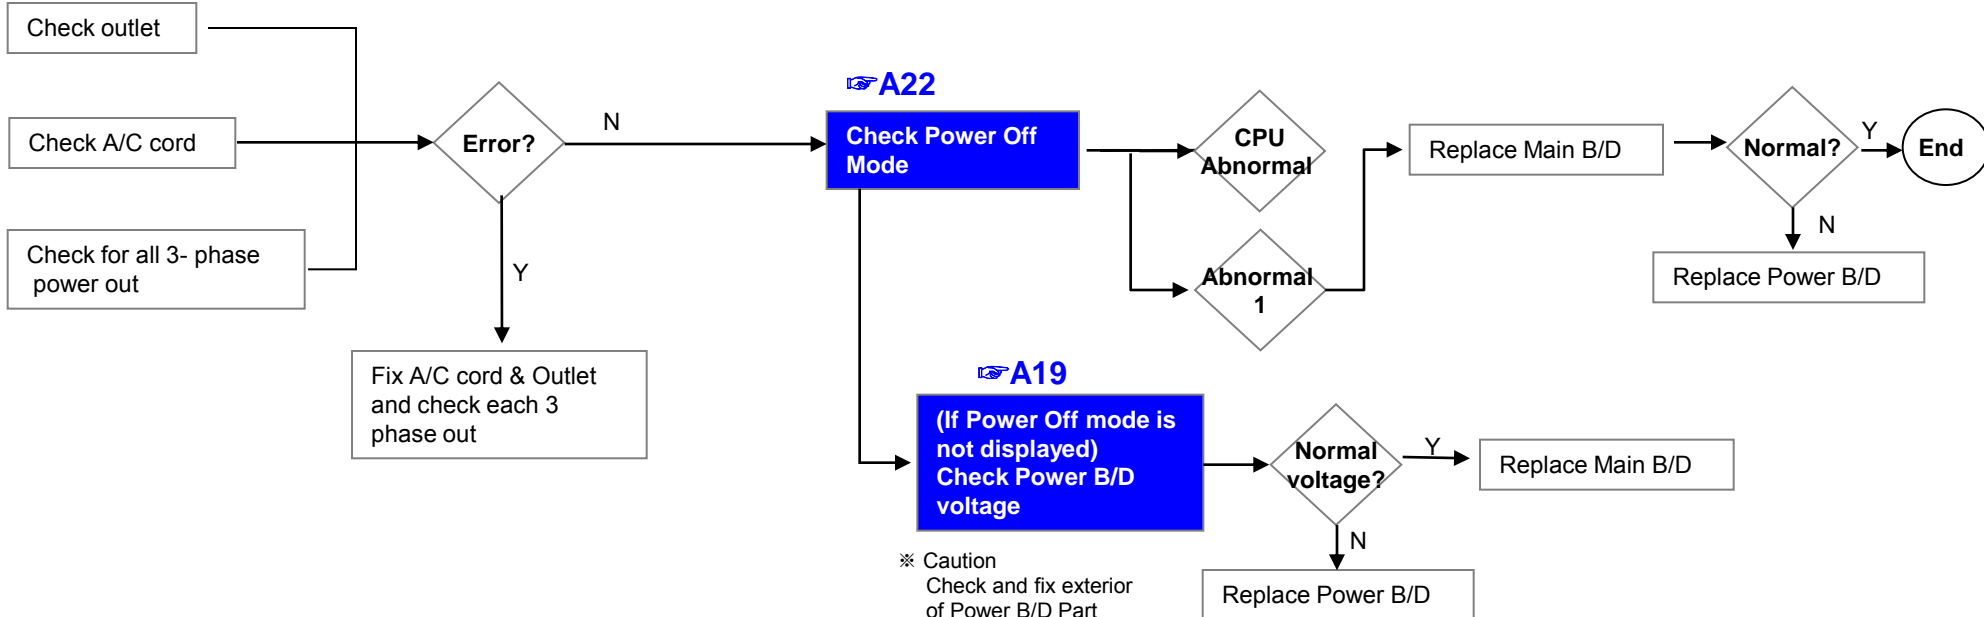 Check outlet
Check A/C cord
Check for all 3- phase
power out
Error?
N
Y
Fix A/C cord & Outlet
and check each 3
phase out
☞A22
Check Power Off
Mode
CPU
Abnormal
Abnormal
1
Replace Main B/D
Normal?
Y
End
N
Replace Power B/D
☞A19
(If Power Off mode is
not displayed)
Check Power B/D
voltage
Normal
voltage?
Y
Replace Main B/D
N
Replace Power B/D
※ Caution
Check and fix exterior
of Power B/D Part